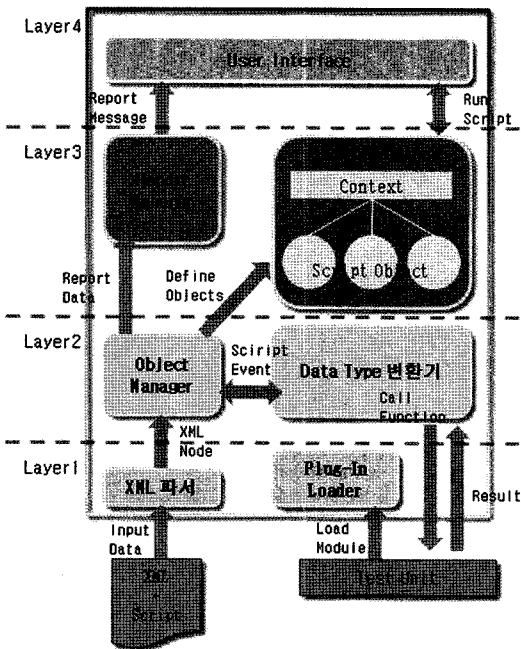 Layer4
User Interface
Report
Message
Run
Script
Layer3
Context
Script Object
Report
Data
Define
Objects
Layer2
Object
Manager
Sciript
Event
Data Type 변환기
Call
Function
XML
Node
Layer1
XML 파서
Plug-In
Loader
Result
Input
Data
Load
Module
XML
Script
Test Unit